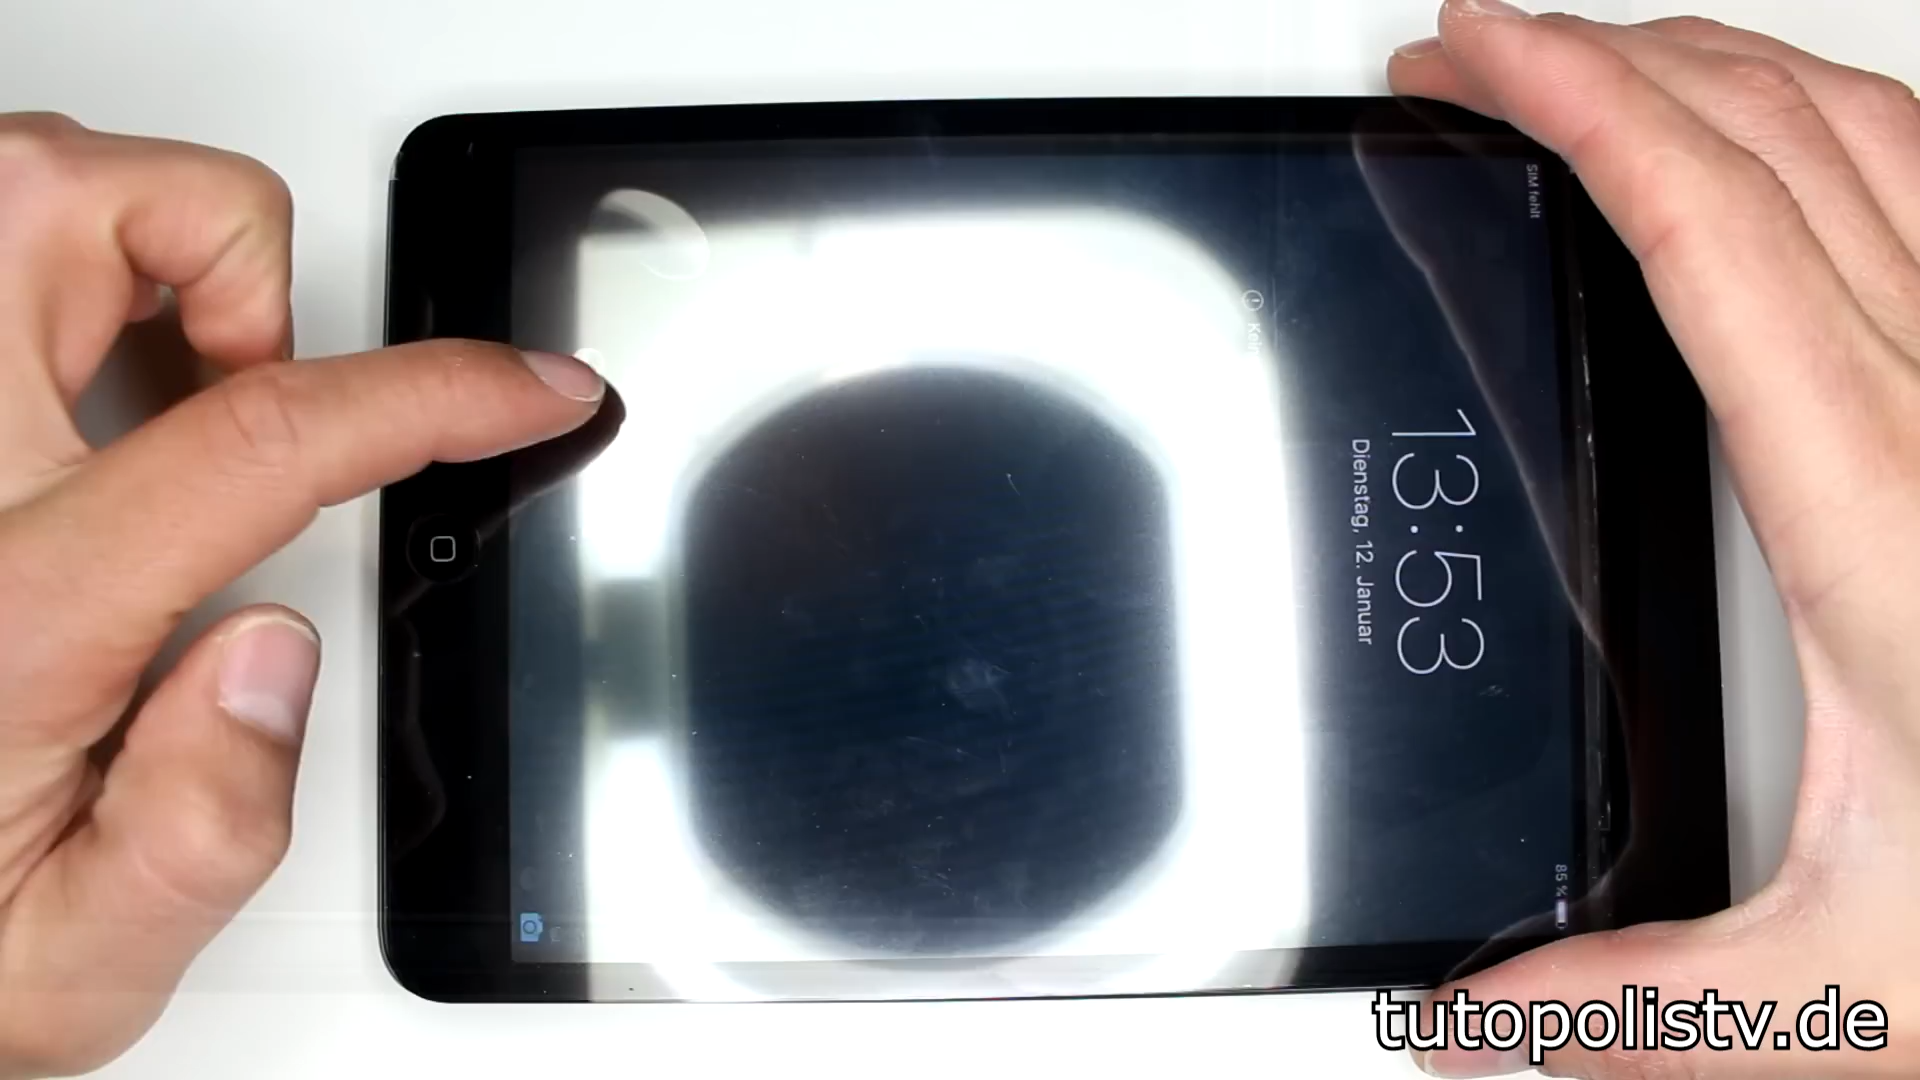 SIM fehlt
85 %
13:53
Dienstag, 12. Januar
tutopolistv.de